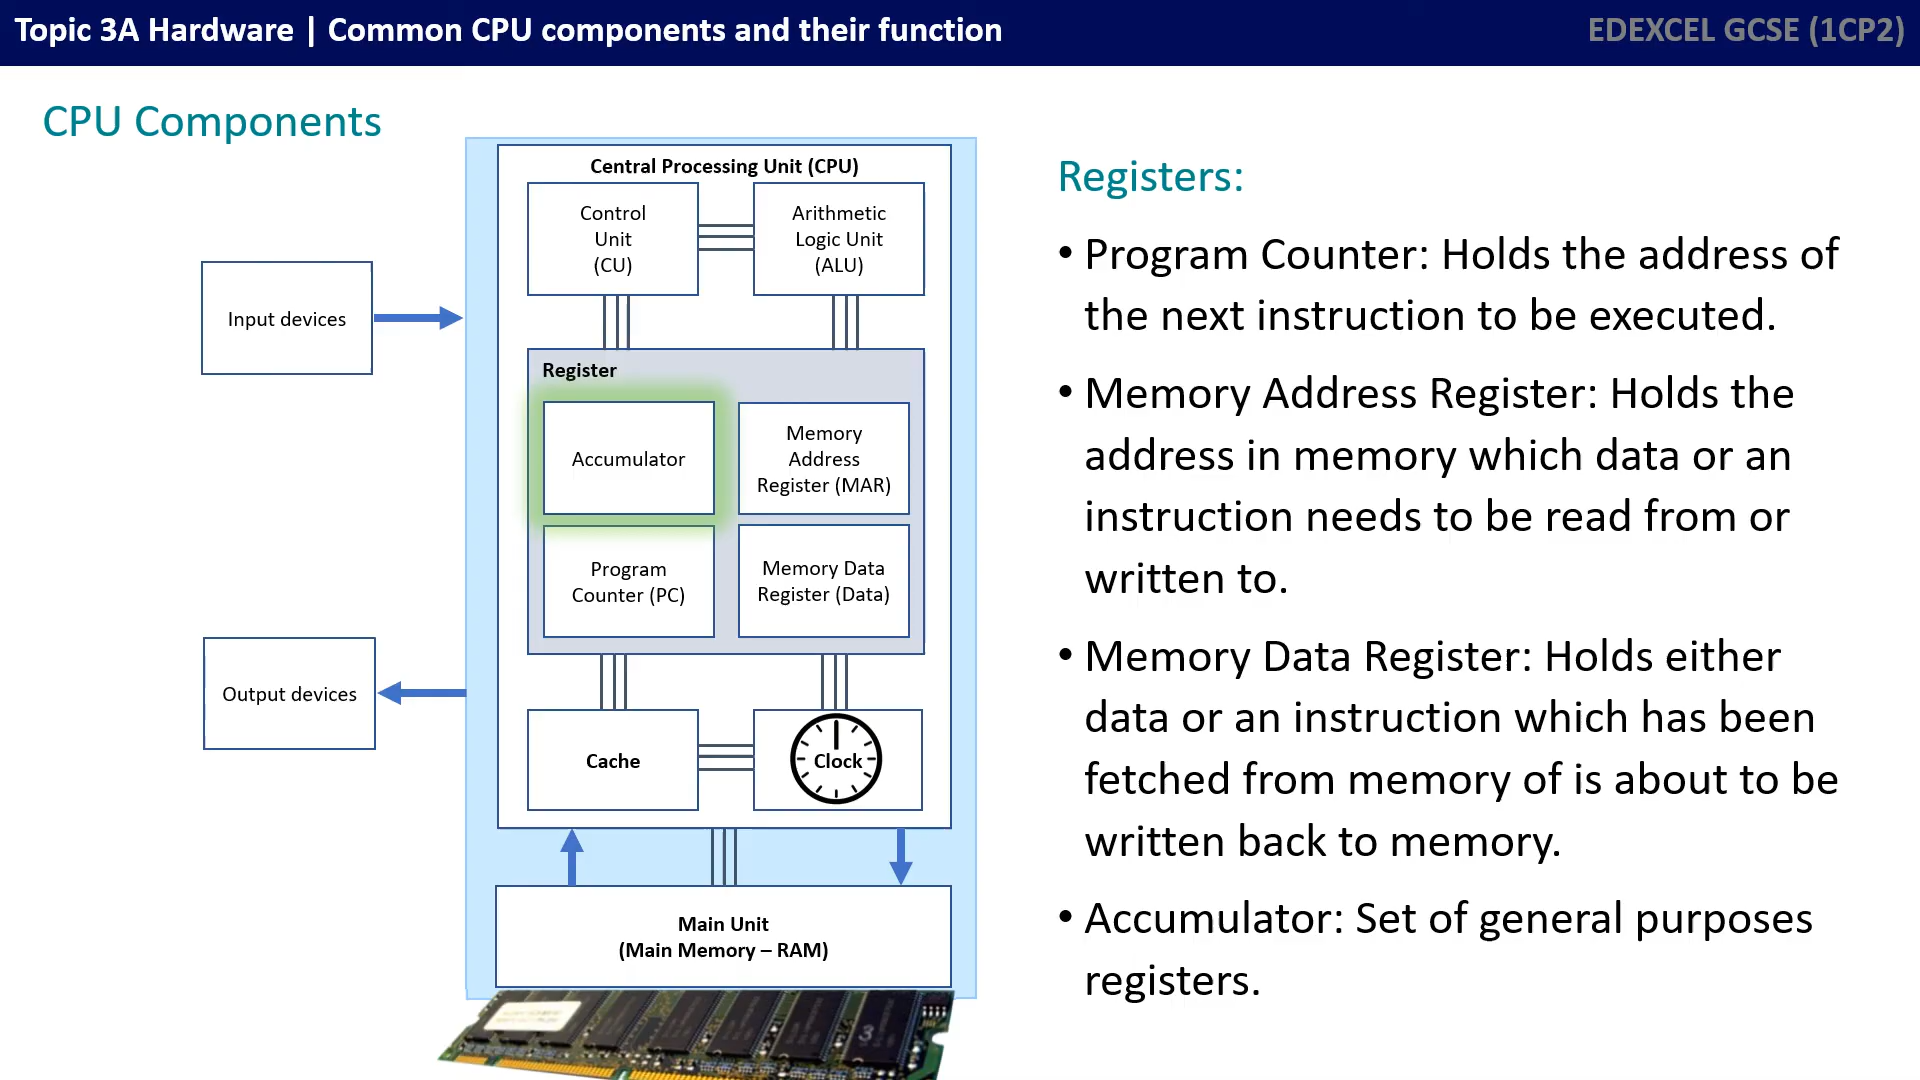 Topic 3A Hardware | Common CPU components and their function
EDEXCEL GCSE (1CP2)
CPU Components
Central Processing Unit (CPU)
Control
Unit
(CU)
Arithmetic
Logic Unit
(ALU)
Input devices
Register
Accumulator
Memory
Address
Register (MAR)
Program
Counter (PC)
Memory Data
Register (Data)
Output devices
Cache
Clock
Main Unit
(Main Memory – RAM)
Registers:
• Program Counter: Holds the address of
the next instruction to be executed.
• Memory Address Register: Holds the
address in memory which data or an
instruction needs to be read from or
written to.
• Memory Data Register: Holds either
data or an instruction which has been
fetched from memory of is about to be
written back to memory.
• Accumulator: Set of general purposes
registers.